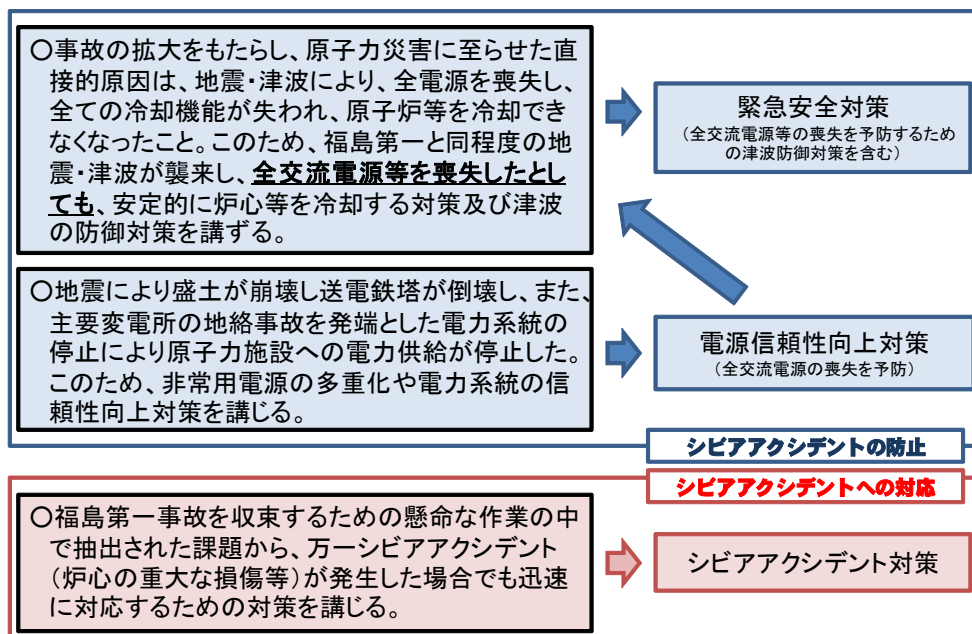 〇事故の拡大をもたらし、原子力災害に至らせた直
接的原因は、地震・津波により、全電源を喪失し、
全ての冷却機能が失われ、原子炉等を冷却でき
なくなったこと。このため、福島第一と同程度の地
震・津波が襲来し、全交流電源等を喪失したとし
ても、安定的に炉心等を冷却する対策及び津波
の防御対策を講ずる。
緊急安全対策
（全交流電源等の喪失を予防するため
の津波防御対策を含む）
〇地震により盛土が崩壊し送電鉄塔が倒壊し、また、
主要変電所の地絡事故を発端とした電力系統の
停止により原子力施設への電力供給が停止した。
このため、非常用電源の多重化や電力系統の信
頼性向上対策を講じる。
電源信頼性向上対策
（全交流電源の喪失を予防）
シビアアクシデントの防止
シビアアクシデントへの対応
〇福島第一事故を収束するための懸命な作業の中
で抽出された課題から、万一シビアアクシデント
（炉心の重大な損傷等）が発生した場合でも迅速
に対応するための対策を講じる。
シビアアクシデント対策